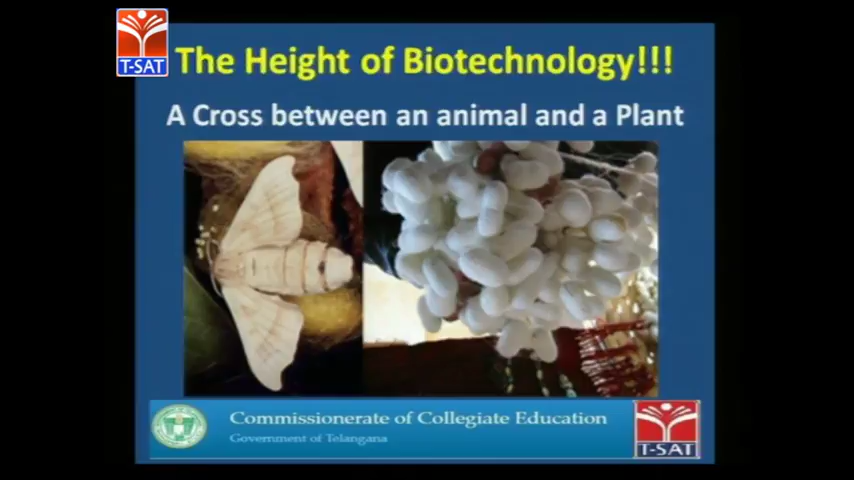 T-SAT
The Height of Biotechnology!!!
A Cross between an animal and a Plant
Commissionerate of Collegiate Education
Government of Telangana
T-SAT